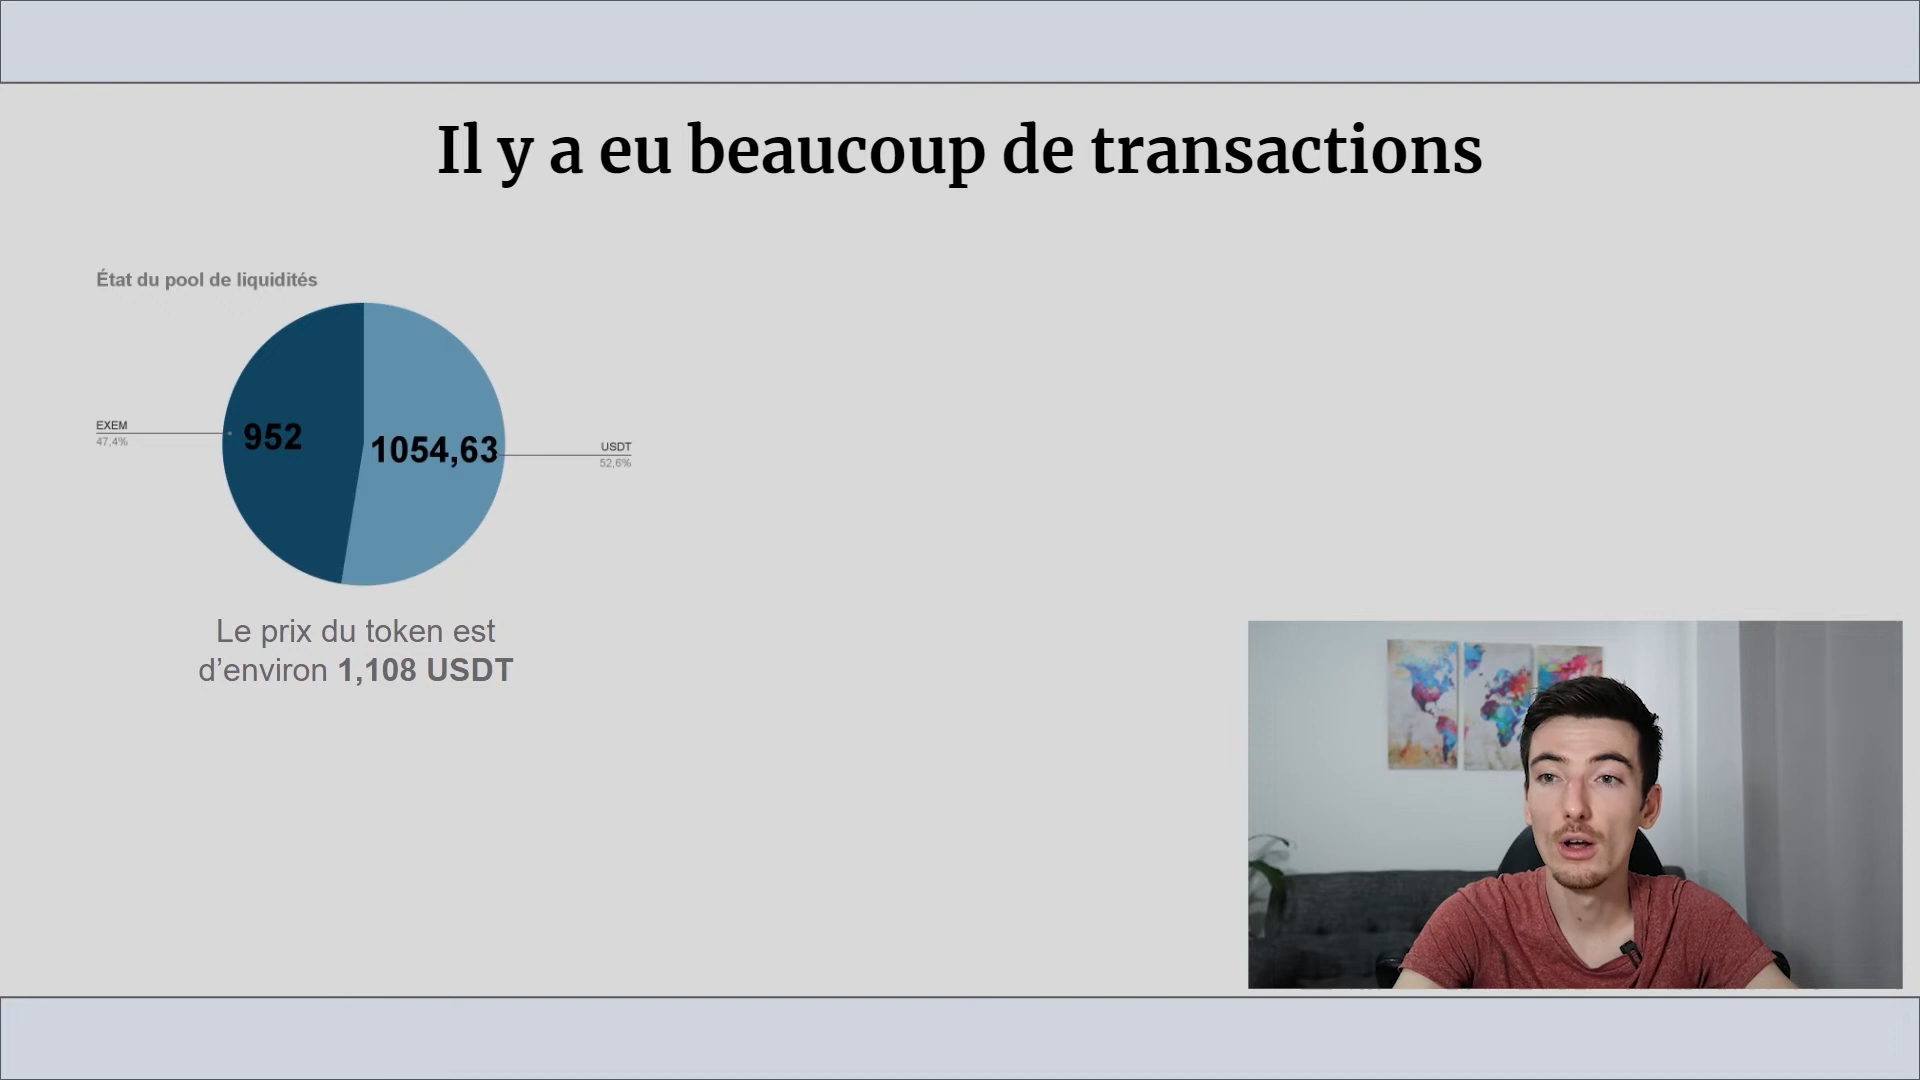 Il y a eu beaucoup de transactions
État du pool de liquidités
EXEM
47,4%
952
1054,63
USDT
52,6%
Le prix du token est
d’environ 1,108 USDT